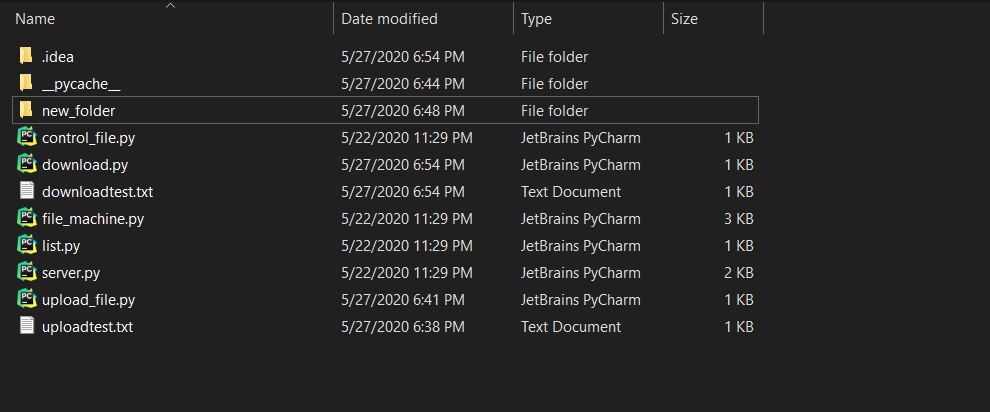 Name Date modified Type Size
.idea 5/27/2020 6:54 PM File folder
__pycache__ 5/27/2020 6:44 PM File folder
new_folder 5/27/2020 6:48 PM File folder
control_file.py 5/22/2020 11:29 PM JetBrains PyCharm 1 KB
download.py 5/27/2020 6:54 PM JetBrains PyCharm 1 KB
downloadtest.txt 5/27/2020 6:54 PM Text Document 1 KB
file_machine.py 5/22/2020 11:29 PM JetBrains PyCharm 3 KB
list.py 5/22/2020 11:29 PM JetBrains PyCharm 1 KB
server.py 5/22/2020 11:29 PM JetBrains PyCharm 2 KB
upload_file.py 5/27/2020 6:41 PM JetBrains PyCharm 1 KB
uploadtest.txt 5/27/2020 6:38 PM Text Document 1 KB